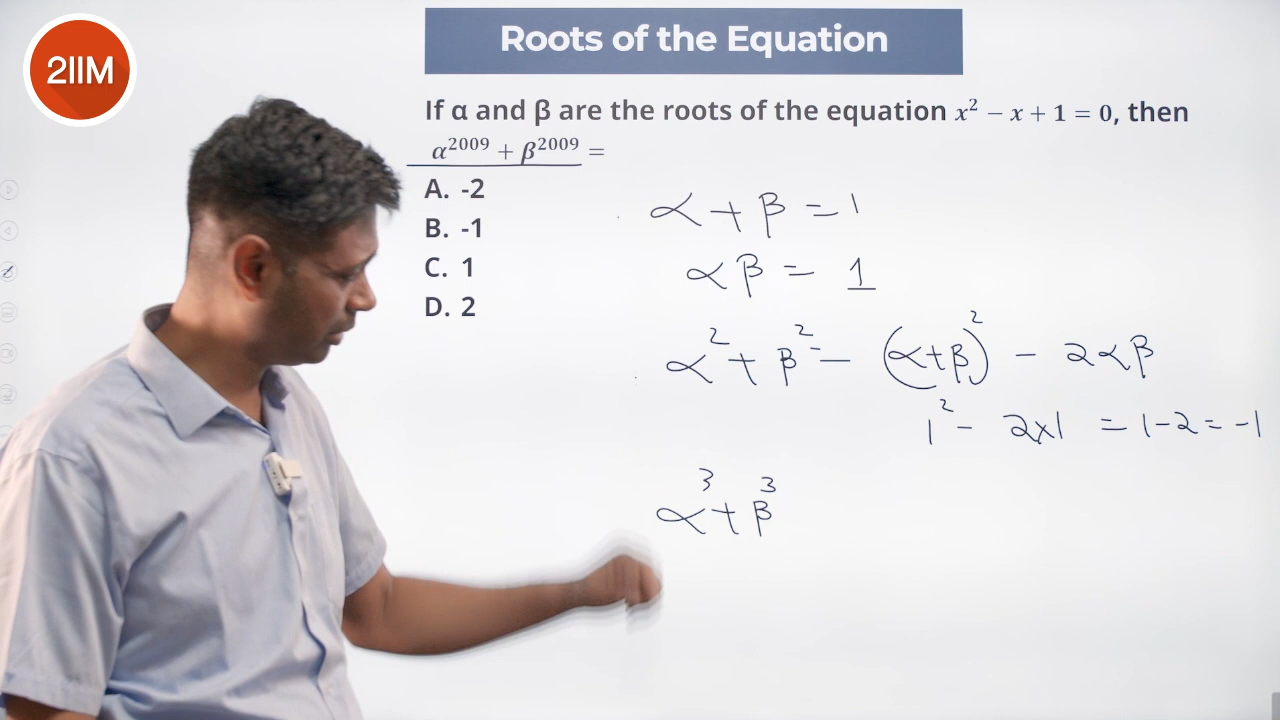 2IIM
Roots of the Equation
If α and β are the roots of the equation x² − x + 1 = 0, then
α²⁰⁰⁹ + β²⁰⁰⁹ =
A. -2
B. -1
C. 1
D. 2
α + β = 1
αβ = 1
α² + β² = (α+β)² − 2αβ
1² − 2x1 = 1−2 = −1
α³ + β³